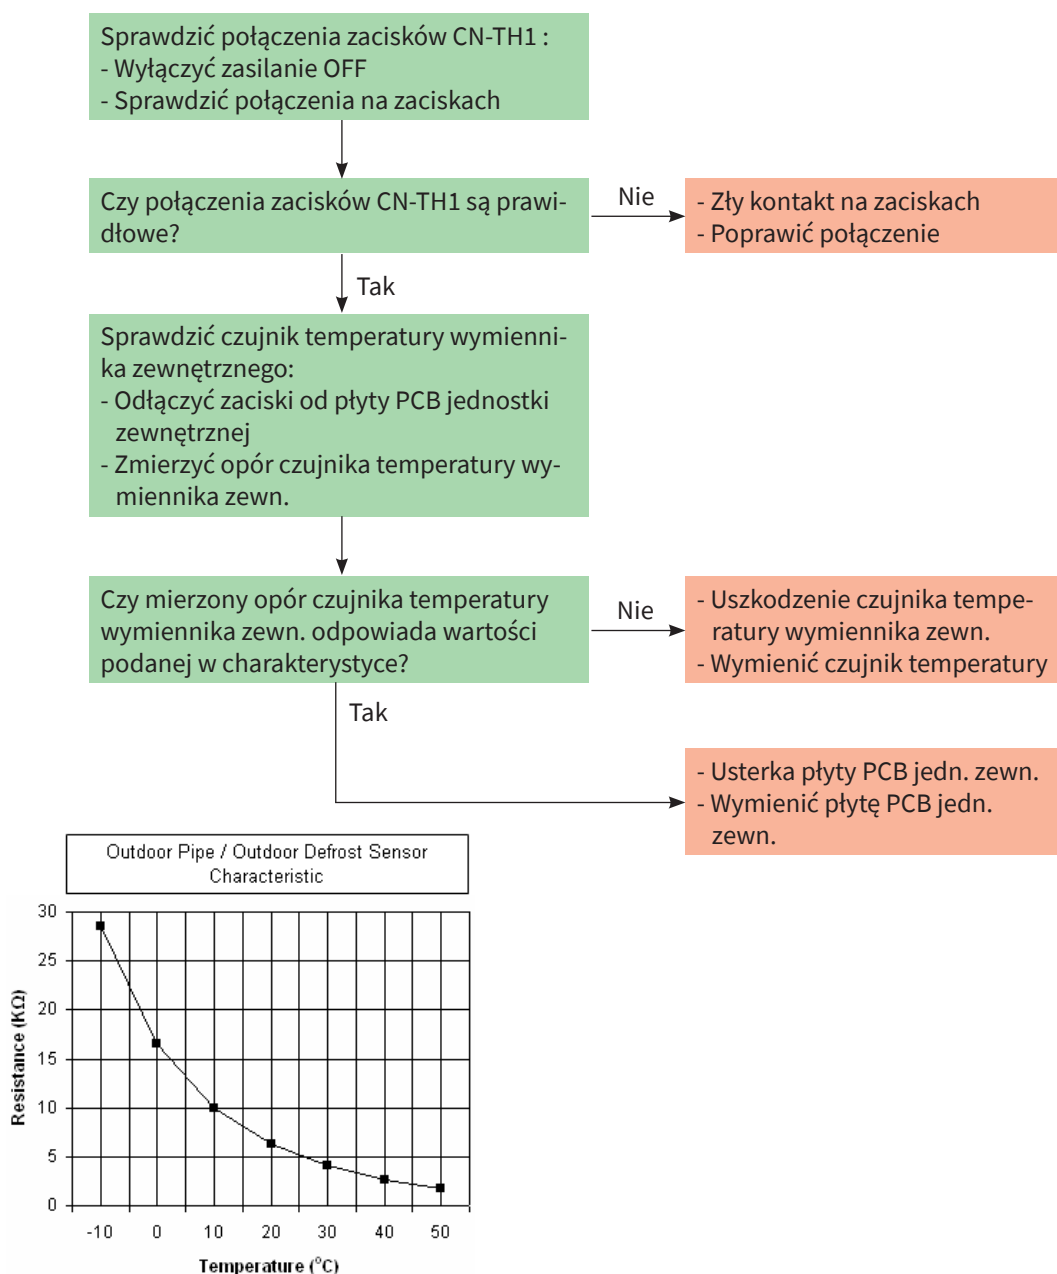 Sprawdzić połączenia zacisków CN-TH1 :
- Wyłączyć zasilanie OFF
- Sprawdzić połączenia na zaciskach
Czy połączenia zacisków CN-TH1 są prawi-
dłowe?
Nie
- Zły kontakt na zaciskach
- Poprawić połączenie
Tak
Sprawdzić czujnik temperatury wymienni-
ka zewnętrznego:
- Odłączyć zaciski od płyty PCB jednostki
zewnętrznej
- Zmierzyć opór czujnika temperatury wy-
miennika zewn.
Czy mierzony opór czujnika temperatury
wymiennika zewn. odpowiada wartości
podanej w charakterystyce?
Nie
- Uszkodzenie czujnika tempe-
ratury wymiennika zewn.
- Wymienić czujnik temperatury
Tak
- Usterka płyty PCB jedn. zewn.
- Wymienić płytę PCB jedn.
zewn.
Outdoor Pipe / Outdoor Defrost Sensor
Characteristic
Resistance (KΩ)
30
25
20
15
10
5
0
-10 0 10 20 30 40 50
Temperature (°C)